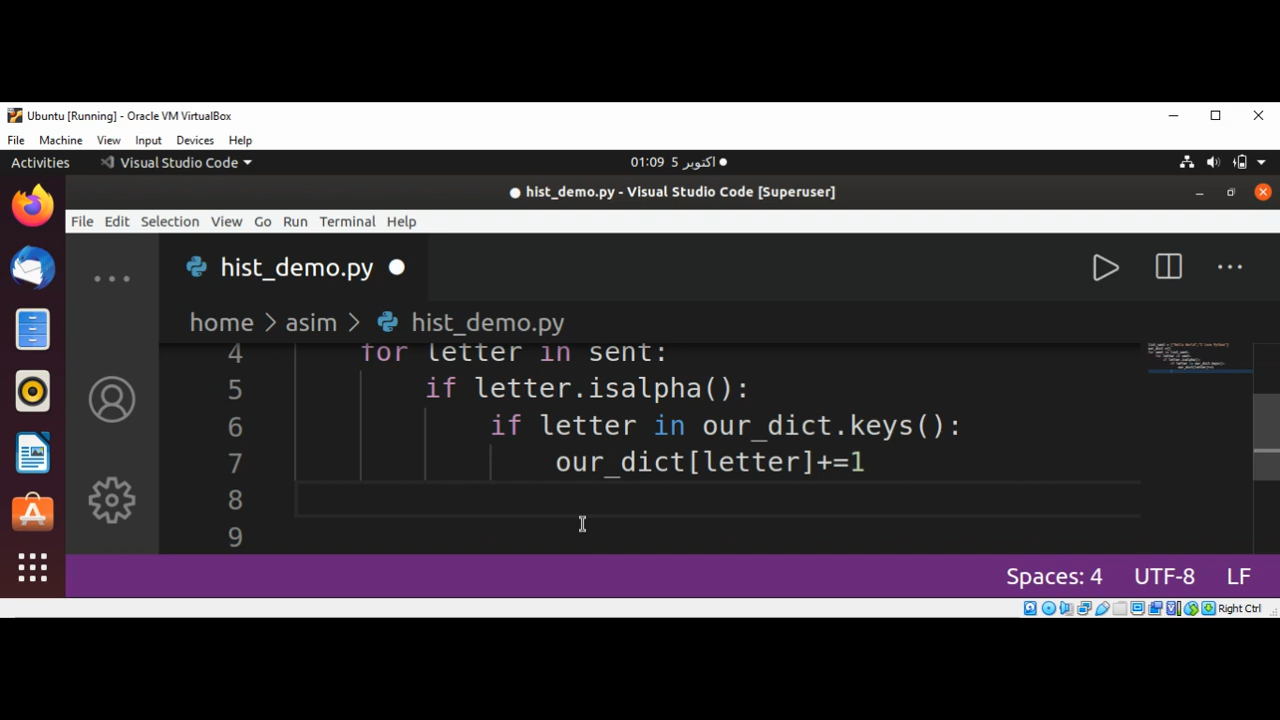 Ubuntu [Running] - Oracle VM VirtualBox
File Machine View Input Devices Help
Activities Visual Studio Code 01:09 5 اکتوبر
● hist_demo.py - Visual Studio Code [Superuser]
File Edit Selection View Go Run Terminal Help
hist_demo.py
home > asim > hist_demo.py
4 for letter in sent:
5 if letter.isalpha():
6 if letter in our_dict.keys():
7 our_dict[letter]+=1
8
9
Spaces: 4 UTF-8 LF
Right Ctrl